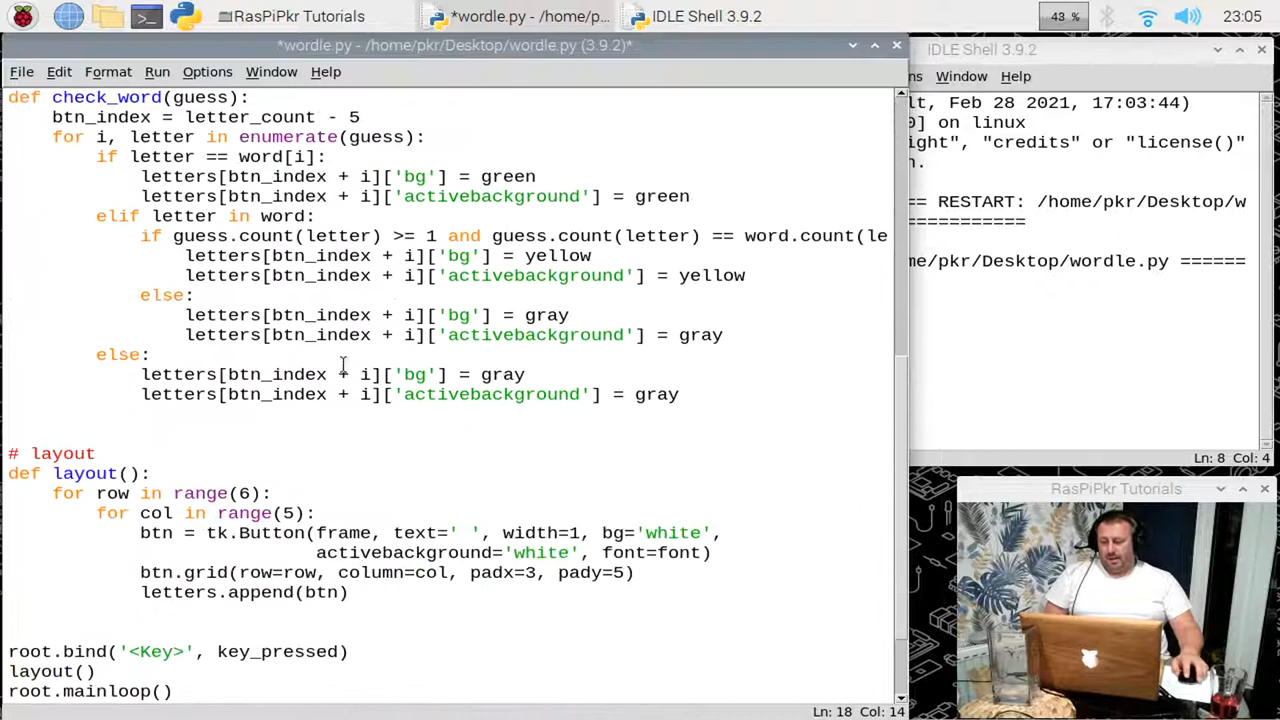 RasPiPkr Tutorials
*wordle.py - /home/p...
IDLE Shell 3.9.2
43 %
23:05
*wordle.py - /home/pkr/Desktop/wordle.py (3.9.2)*
File Edit Format Run Options Window Help
def check_word(guess):
    btn_index = letter_count - 5
    for i, letter in enumerate(guess):
        if letter == word[i]:
            letters[btn_index + i]['bg'] = green
            letters[btn_index + i]['activebackground'] = green
        elif letter in word:
            if guess.count(letter) >= 1 and guess.count(letter) == word.count(le
                letters[btn_index + i]['bg'] = yellow
                letters[btn_index + i]['activebackground'] = yellow
            else:
                letters[btn_index + i]['bg'] = gray
                letters[btn_index + i]['activebackground'] = gray
        else:
            letters[btn_index + i]['bg'] = gray
            letters[btn_index + i]['activebackground'] = gray
# layout
def layout():
    for row in range(6):
        for col in range(5):
            btn = tk.Button(frame, text=' ', width=1, bg='white',
                            activebackground='white', font=font)
            btn.grid(row=row, column=col, padx=3, pady=5)
            letters.append(btn)
root.bind('<Key>', key_pressed)
layout()
root.mainloop()
Ln: 18 Col: 14
IDLE Shell 3.9.2
ns Window Help
lt, Feb 28 2021, 17:03:44)
0] on linux
ight", "credits" or "license()"
n.
== RESTART: /home/pkr/Desktop/w
============
me/pkr/Desktop/wordle.py ======
Ln: 8 Col: 4
RasPiPkr Tutorials